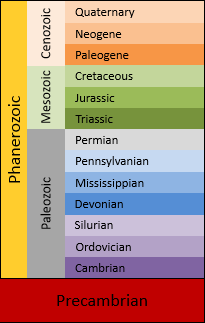 Phanerozoic
Cenozoic
Quaternary
Neogene
Paleogene
Mesozoic
Cretaceous
Jurassic
Triassic
Paleozoic
Permian
Pennsylvanian
Mississippian
Devonian
Silurian
Ordovician
Cambrian
Precambrian